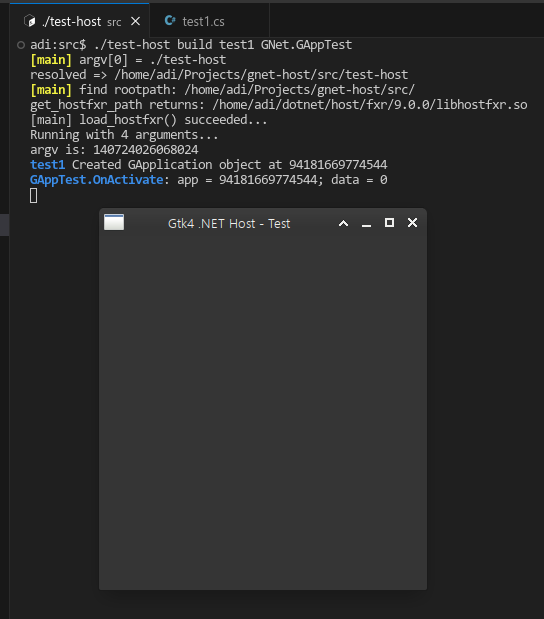 ./test-host src
test1.cs
adi:src$ ./test-host build test1 GNet.GAppTest
[main] argv[0] = ./test-host
resolved => /home/adi/Projects/gnet-host/src/test-host
[main] find rootpath: /home/adi/Projects/gnet-host/src/
get_hostfxr_path returns: /home/adi/dotnet/host/fxr/9.0.0/libhostfxr.so
[main] load_hostfxr() succeeded...
Running with 4 arguments...
argv is: 140724026068024
test1 Created GApplication object at 94181669774544
GAppTest.OnActivate: app = 94181669774544; data = 0
Gtk4 .NET Host - Test